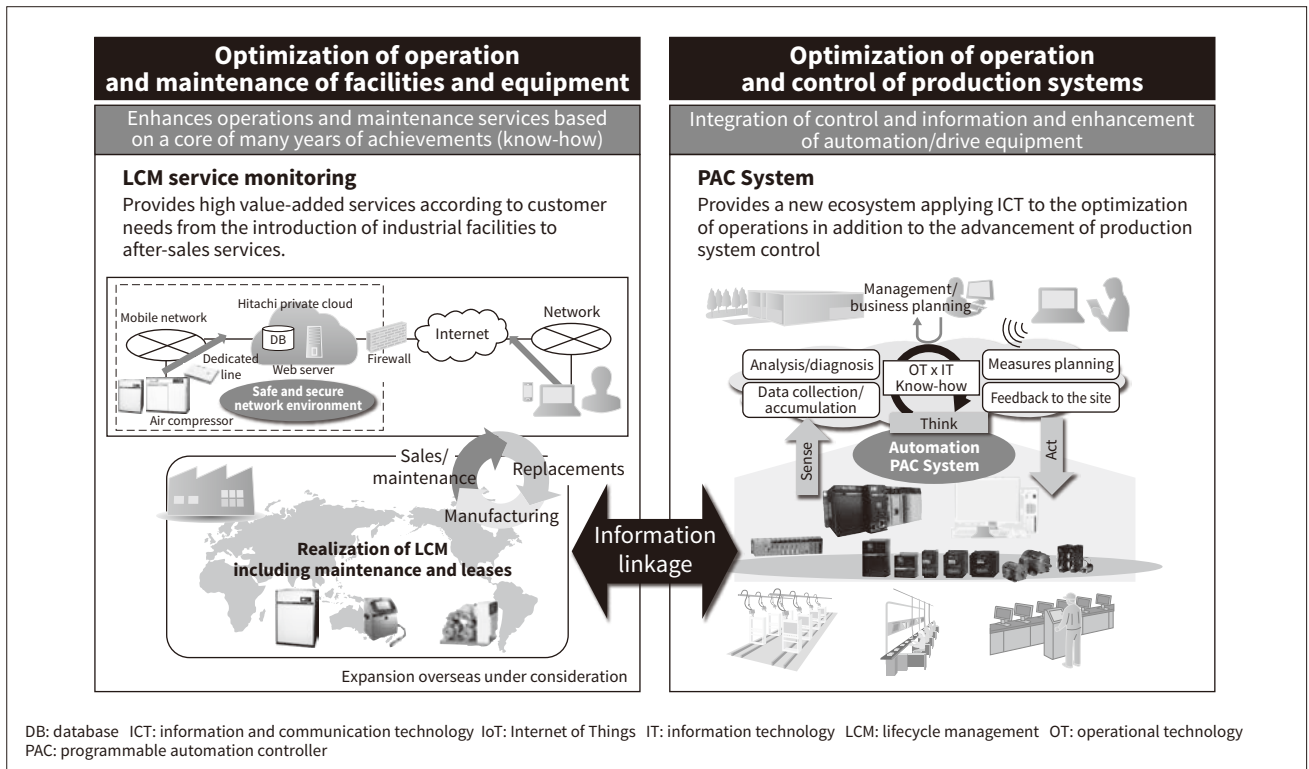 Optimization of operation
and maintenance of facilities and equipment
Enhances operations and maintenance services based
on a core of many years of achievements (know-how)
LCM service monitoring
Provides high value-added services according to customer
needs from the introduction of industrial facilities to
after-sales services.
Hitachi private cloud
Mobile network
DB
Dedicated
line
Web server
Firewall
Internet
Network
Safe and secure
network environment
Air compressor
Sales/
maintenance
Replacements
Manufacturing
Realization of LCM
including maintenance and leases
Expansion overseas under consideration
Information
linkage
Optimization of operation
and control of production systems
Integration of control and information and enhancement
of automation/drive equipment
PAC System
Provides a new ecosystem applying ICT to the optimization
of operations in addition to the advancement of production
system control
Management/
business planning
Analysis/diagnosis
Data collection/
accumulation
OT x IT
Know-how
Measures planning
Feedback to the site
Think
Automation
PAC System
Sense
Act
DB: database ICT: information and communication technology IoT: Internet of Things IT: information technology LCM: lifecycle management OT: operational technology
PAC: programmable automation controller